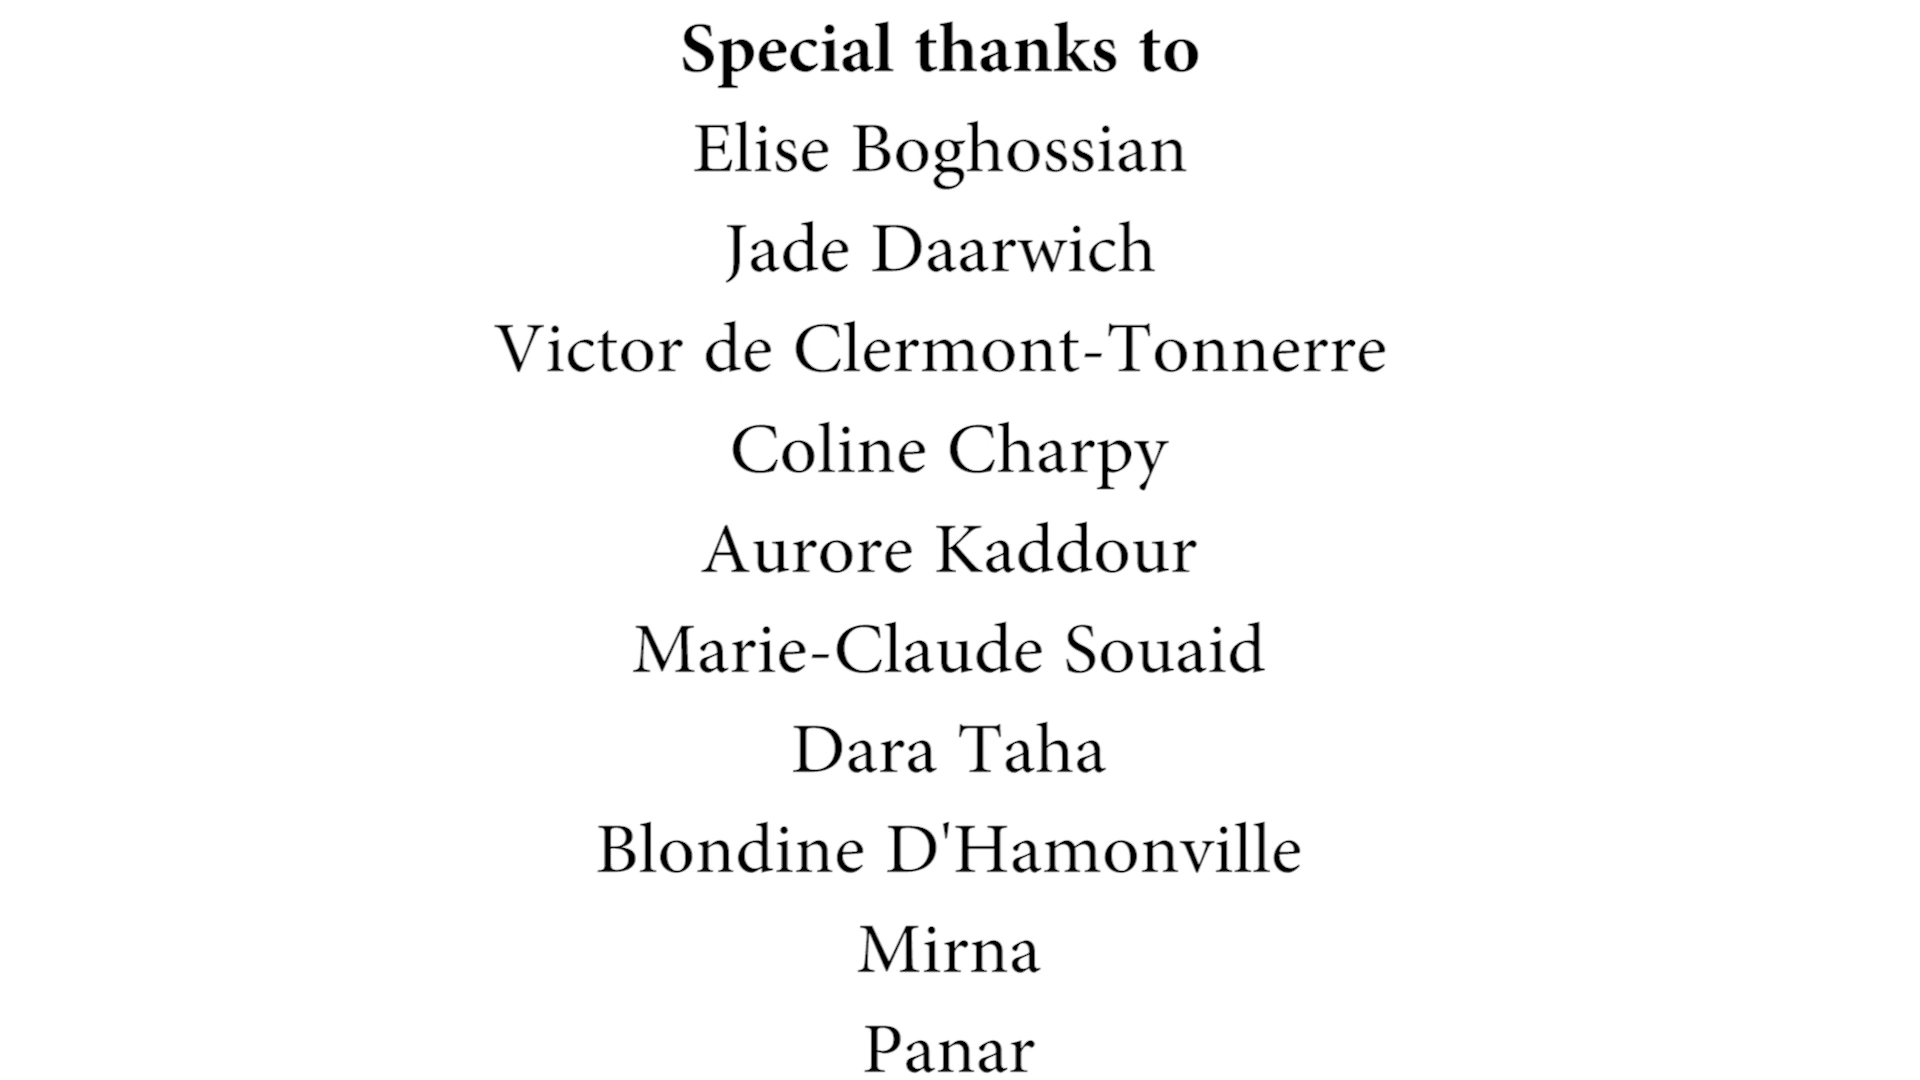 Special thanks to
Elise Boghossian
Jade Daarwich
Victor de Clermont-Tonnerre
Coline Charpy
Aurore Kaddour
Marie-Claude Souaid
Dara Taha
Blondine D'Hamonville
Mirna
Panar